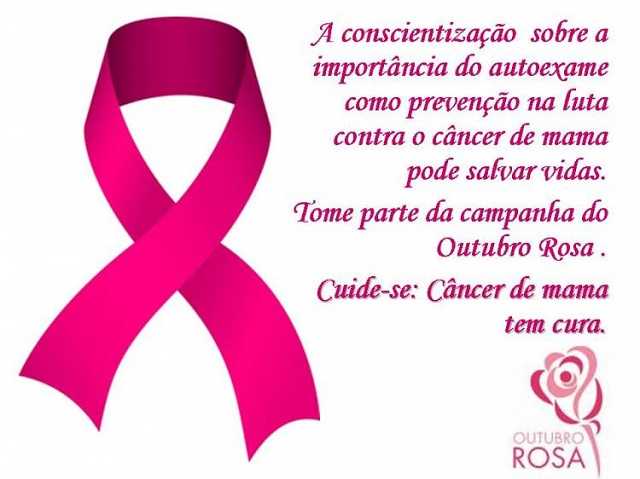 A conscientização sobre a
importância do autoexame
como prevenção na luta
contra o câncer de mama
pode salvar vidas.
Tome parte da campanha do
Outubro Rosa .
Cuide-se: Câncer de mama
tem cura.
OUTUBRO
ROSA